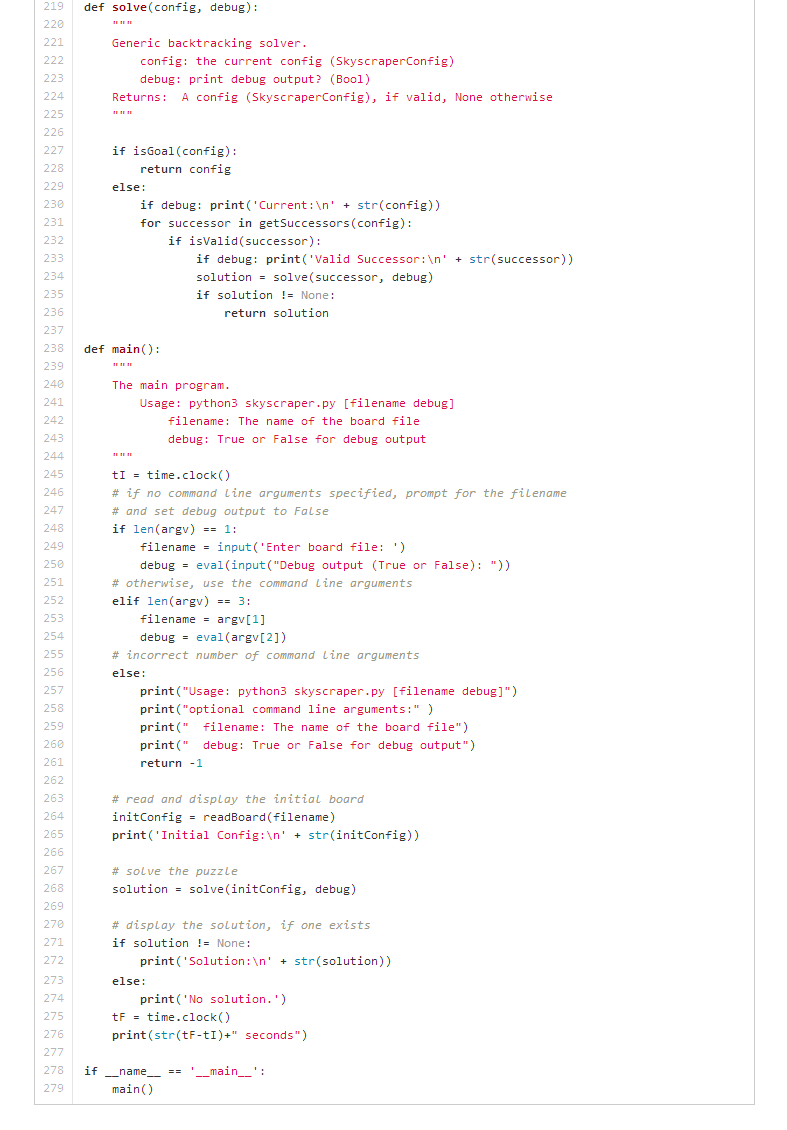 219 def solve(config, debug):
220     """
221     Generic backtracking solver.
222         config: the current config (SkyscraperConfig)
223         debug: print debug output? (Bool)
224     Returns:  A config (SkyscraperConfig), if valid, None otherwise
225     """
226
227     if isGoal(config):
228         return config
229     else:
230         if debug: print('Current:\n' + str(config))
231         for successor in getSuccessors(config):
232             if isValid(successor):
233                 if debug: print('Valid Successor:\n' + str(successor))
234                 solution = solve(successor, debug)
235                 if solution != None:
236                     return solution
237
238 def main():
239     """
240     The main program.
241         Usage: python3 skyscraper.py [filename debug]
242             filename: The name of the board file
243             debug: True or False for debug output
244     """
245     tI = time.clock()
246     # if no command line arguments specified, prompt for the filename
247     # and set debug output to False
248     if len(argv) == 1:
249         filename = input('Enter board file: ')
250         debug = eval(input("Debug output (True or False): "))
251     # otherwise, use the command line arguments
252     elif len(argv) == 3:
253         filename = argv[1]
254         debug = eval(argv[2])
255     # incorrect number of command line arguments
256     else:
257         print("Usage: python3 skyscraper.py [filename debug]")
258         print("optional command line arguments:" )
259         print("  filename: The name of the board file")
260         print("  debug: True or False for debug output")
261         return -1
262
263     # read and display the initial board
264     initConfig = readBoard(filename)
265     print('Initial Config:\n' + str(initConfig))
266
267     # solve the puzzle
268     solution = solve(initConfig, debug)
269
270     # display the solution, if one exists
271     if solution != None:
272         print('Solution:\n' + str(solution))
273     else:
274         print('No solution.')
275     tF = time.clock()
276     print(str(tF-tI)+" seconds")
277
278 if __name__ == '__main__':
279     main()